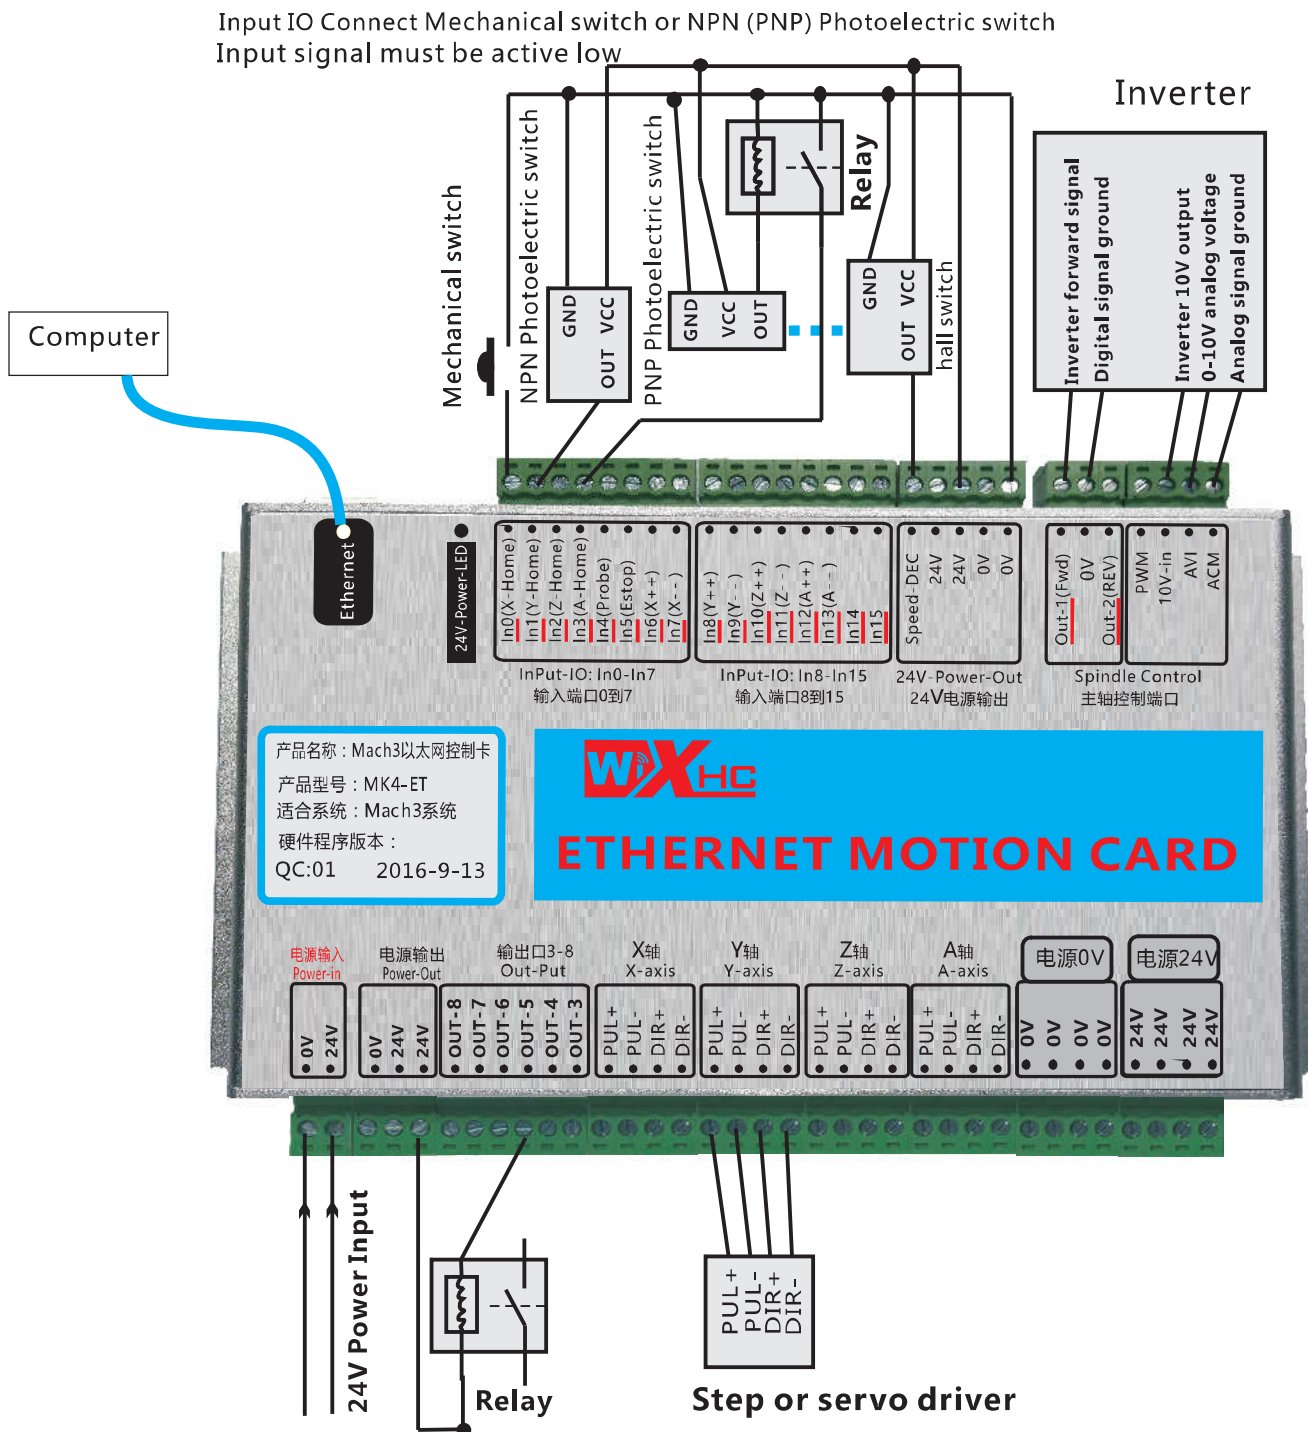 Input IO Connect Mechanical switch or NPN (PNP) Photoelectric switch
Input signal must be active low
Inverter
Mechanical switch
NPN Photoelectric switch
GND
OUT VCC
PNP Photoelectric switch
GND
VCC
OUT
Relay
GND
OUT VCC
hall switch
Inverter forward signal
Digital signal ground
Inverter 10V output
0-10V analog voltage
Analog signal ground
Computer
Ethernet
24V-Power-LED
In0(X-Home)
In1(Y-Home)
In2(Z-Home)
In3(A-Home)
In4(Probe)
In5(Estop)
In6(X++)
In7(X--)
InPut-IO: In0-In7
输入端口0到7
In8(Y++)
In9(Y--)
In10(Z++)
In11(Z--)
In12(A++)
In13(A--)
In14
In15
InPut-IO: In8-In15
输入端口8到15
Speed-DEC
24V
24V
0V
0V
24V-Power-Out
24V电源输出
Out-1(Fwd)
0V
Out-2(REV)
PWM
10V-in
AVI
ACM
Spindle Control
主轴控制端口
产品名称：Mach3以太网控制卡
产品型号：MK4-ET
适合系统：Mach3系统
硬件程序版本：
QC:01 2016-9-13
WiXHC
ETHERNET MOTION CARD
电源输入
Power-in
0V
24V
电源输出
Power-Out
0V
24V
24V
输出口3-8
Out-Put
OUT-8
OUT-7
OUT-6
OUT-5
OUT-4
OUT-3
X轴
X-axis
PUL+
PUL-
DIR+
DIR-
Y轴
Y-axis
PUL+
PUL-
DIR+
DIR-
Z轴
Z-axis
PUL+
PUL-
DIR+
DIR-
A轴
A-axis
PUL+
PUL-
DIR+
DIR-
电源0V
0V
0V
0V
0V
电源24V
24V
24V
24V
24V
24V Power Input
Relay
PUL+
PUL-
DIR+
DIR-
Step or servo driver